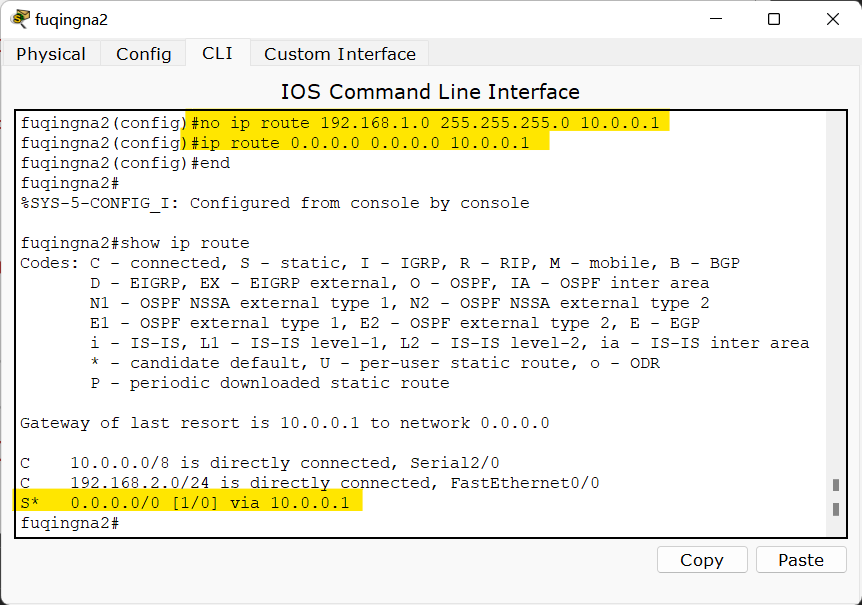 fuqingna2
Physical Config CLI Custom Interface
IOS Command Line Interface
fuqingna2(config)#no ip route 192.168.1.0 255.255.255.0 10.0.0.1
fuqingna2(config)#ip route 0.0.0.0 0.0.0.0 10.0.0.1
fuqingna2(config)#end
fuqingna2#
%SYS-5-CONFIG_I: Configured from console by console
fuqingna2#show ip route
Codes: C - connected, S - static, I - IGRP, R - RIP, M - mobile, B - BGP
D - EIGRP, EX - EIGRP external, O - OSPF, IA - OSPF inter area
N1 - OSPF NSSA external type 1, N2 - OSPF NSSA external type 2
E1 - OSPF external type 1, E2 - OSPF external type 2, E - EGP
i - IS-IS, L1 - IS-IS level-1, L2 - IS-IS level-2, ia - IS-IS inter area
* - candidate default, U - per-user static route, o - ODR
P - periodic downloaded static route
Gateway of last resort is 10.0.0.1 to network 0.0.0.0
C 10.0.0.0/8 is directly connected, Serial2/0
C 192.168.2.0/24 is directly connected, FastEthernet0/0
S* 0.0.0.0/0 [1/0] via 10.0.0.1
fuqingna2#
Copy Paste